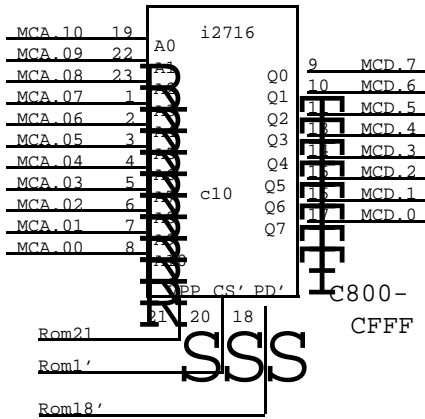 i2716
MCA.10 19 A0
MCA.09 22 A1
MCA.08 23 Q0 9 MCD.7
MCA.07 1 Q1 10 MCD.6
MCA.06 2 Q2 MCD.5
MCA.05 3 Q3 MCD.4
MCA.04 4 Q4 MCD.3
MCA.03 5 Q5 MCD.2
MCA.02 6 c10 Q6 MCD.1
MCA.01 7 Q7 17 MCD.0
MCA.00 8
PP CS' PD'
C800-
CFFF
21 20 18
Rom21
Rom1'
Rom18'
SSS